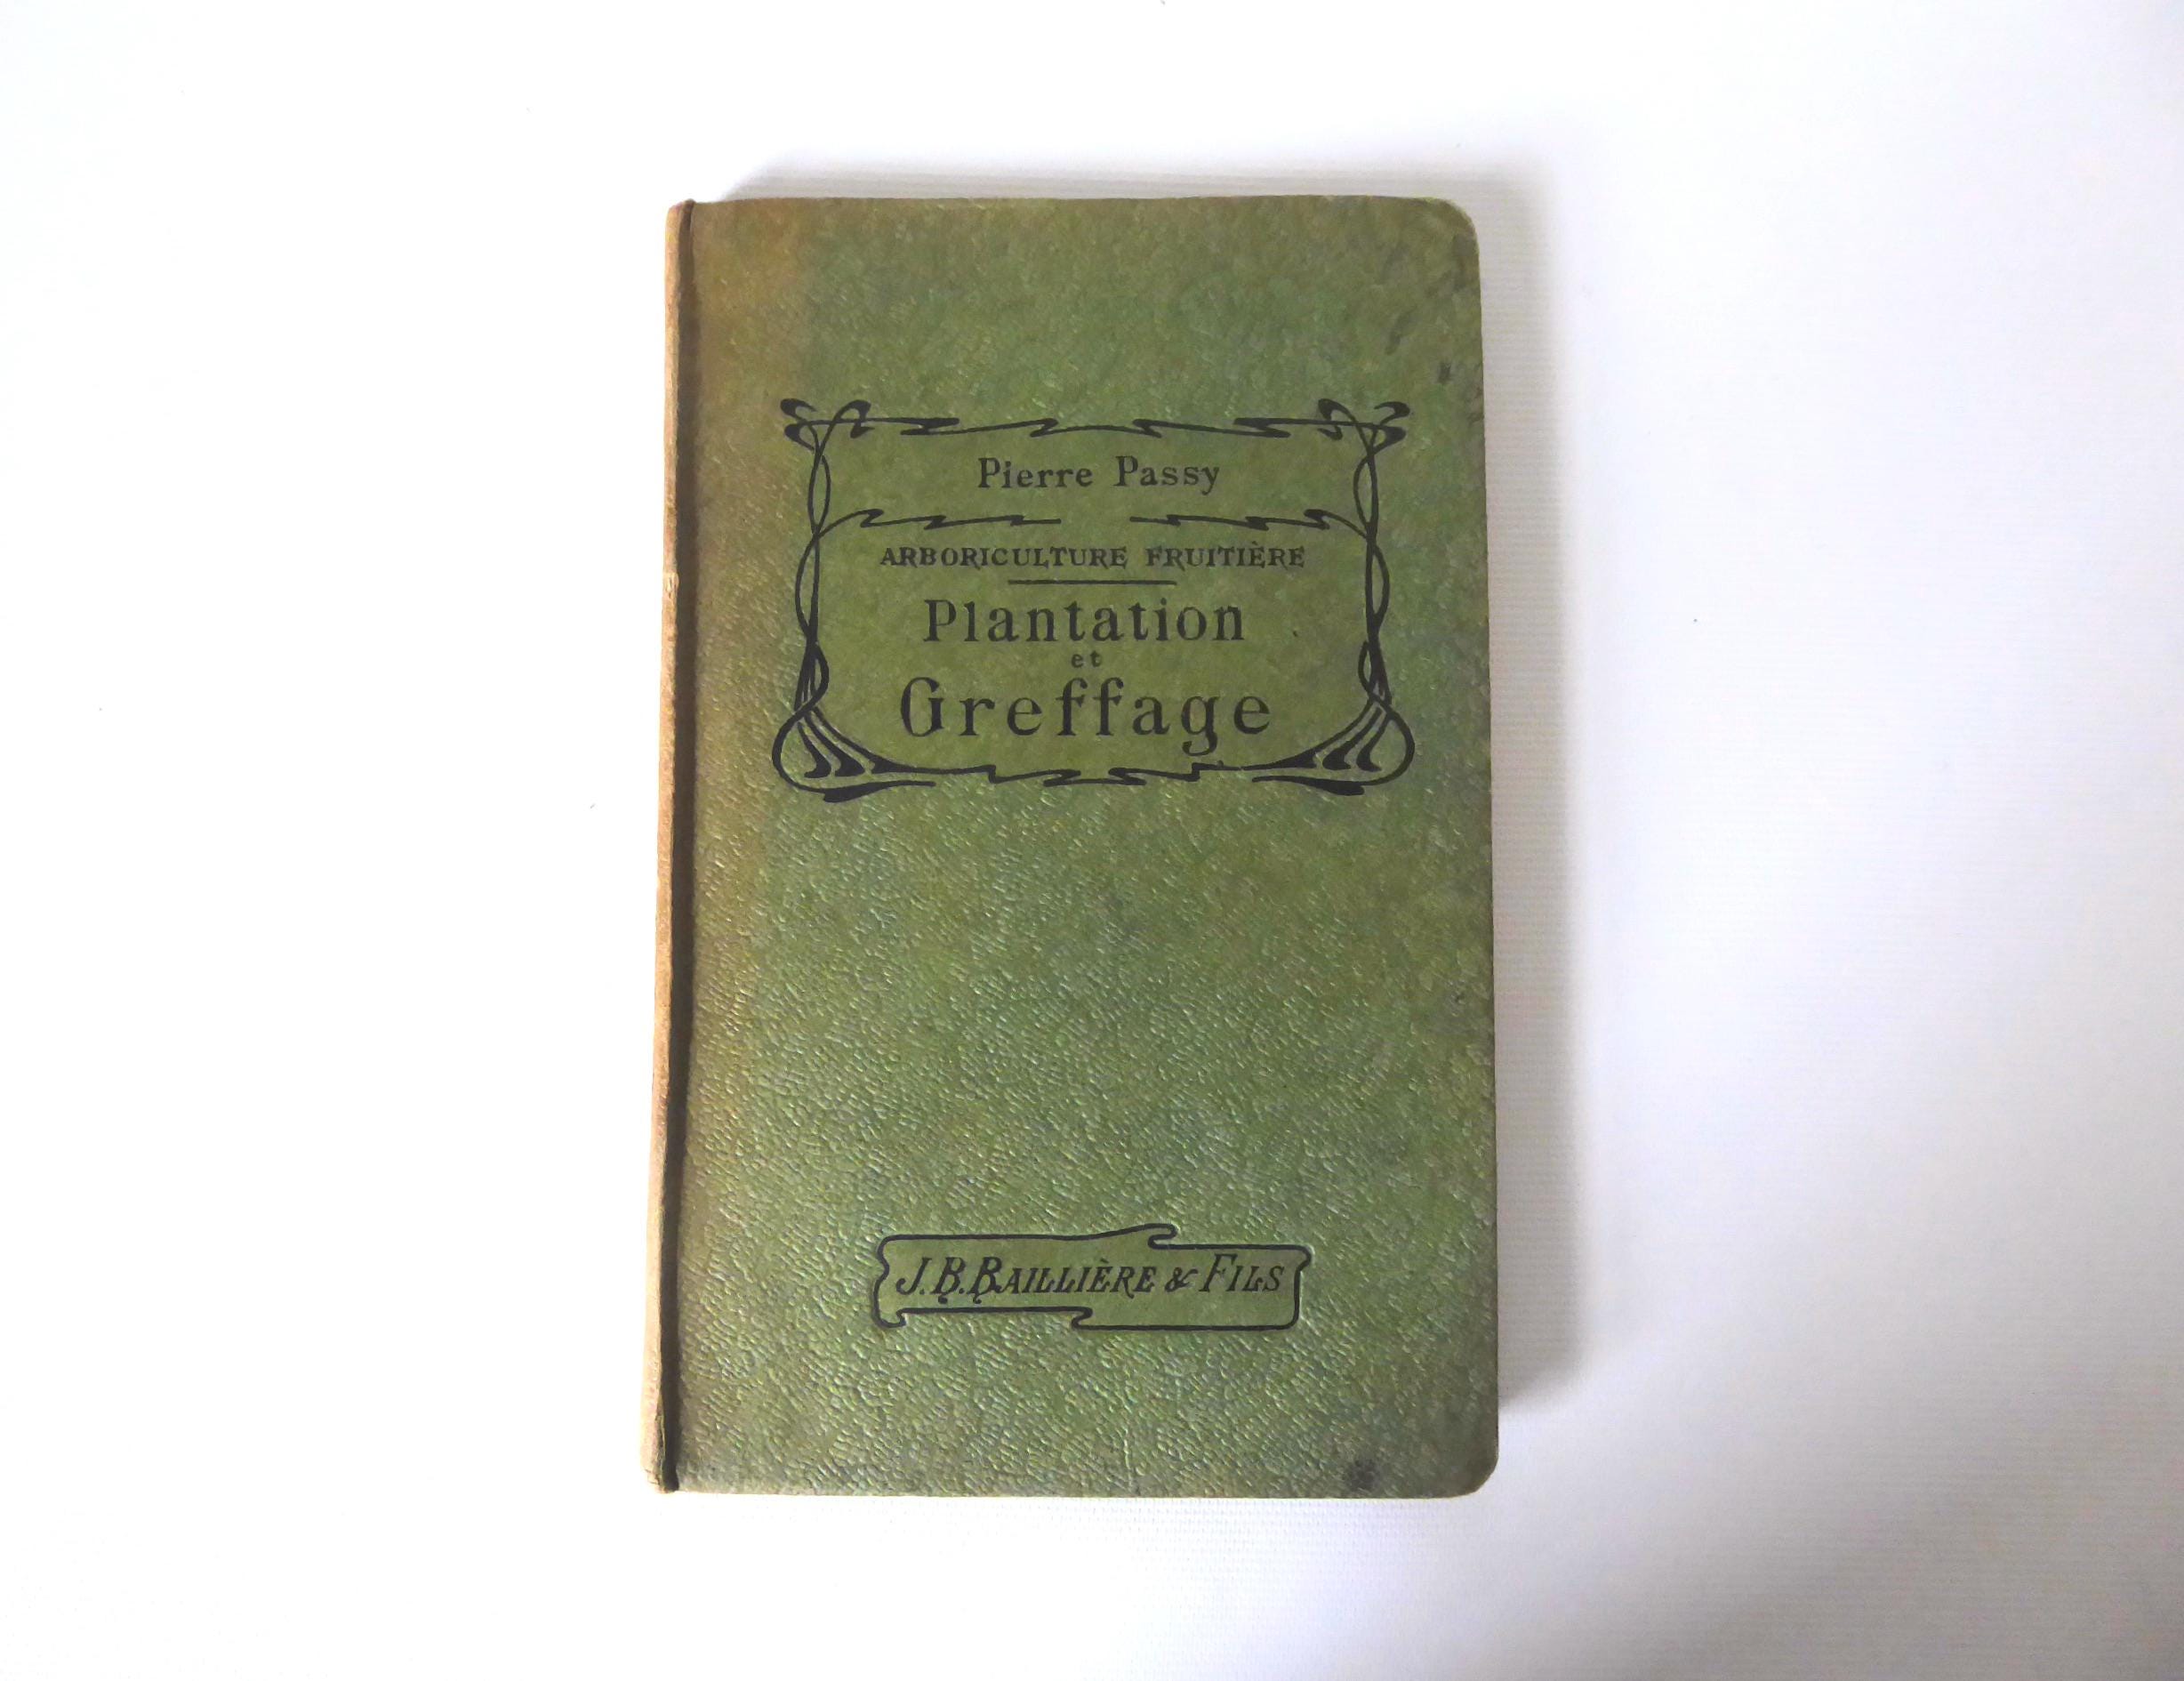 Pierre Passy
ARBORICULTURE FRUITIÈRE
Plantation
et
Greffage
J.B.BAILLIÈRE & FILS